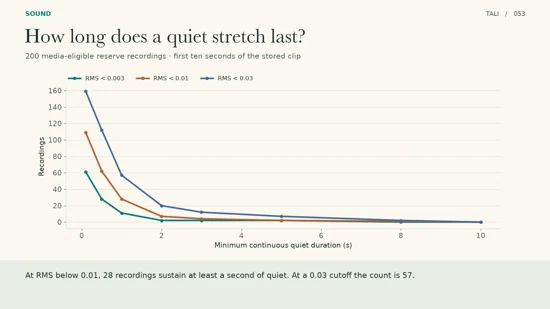 SOUND
TALI / 053
How long does a quiet stretch last?
200 media-eligible reserve recordings · first ten seconds of the stored clip
RMS < 0.003 RMS < 0.01 RMS < 0.03
Recordings
160
140
120
100
80
60
40
20
0
0 2 4 6 8 10
Minimum continuous quiet duration (s)
At RMS below 0.01, 28 recordings sustain at least a second of quiet. At a 0.03 cutoff the count is 57.